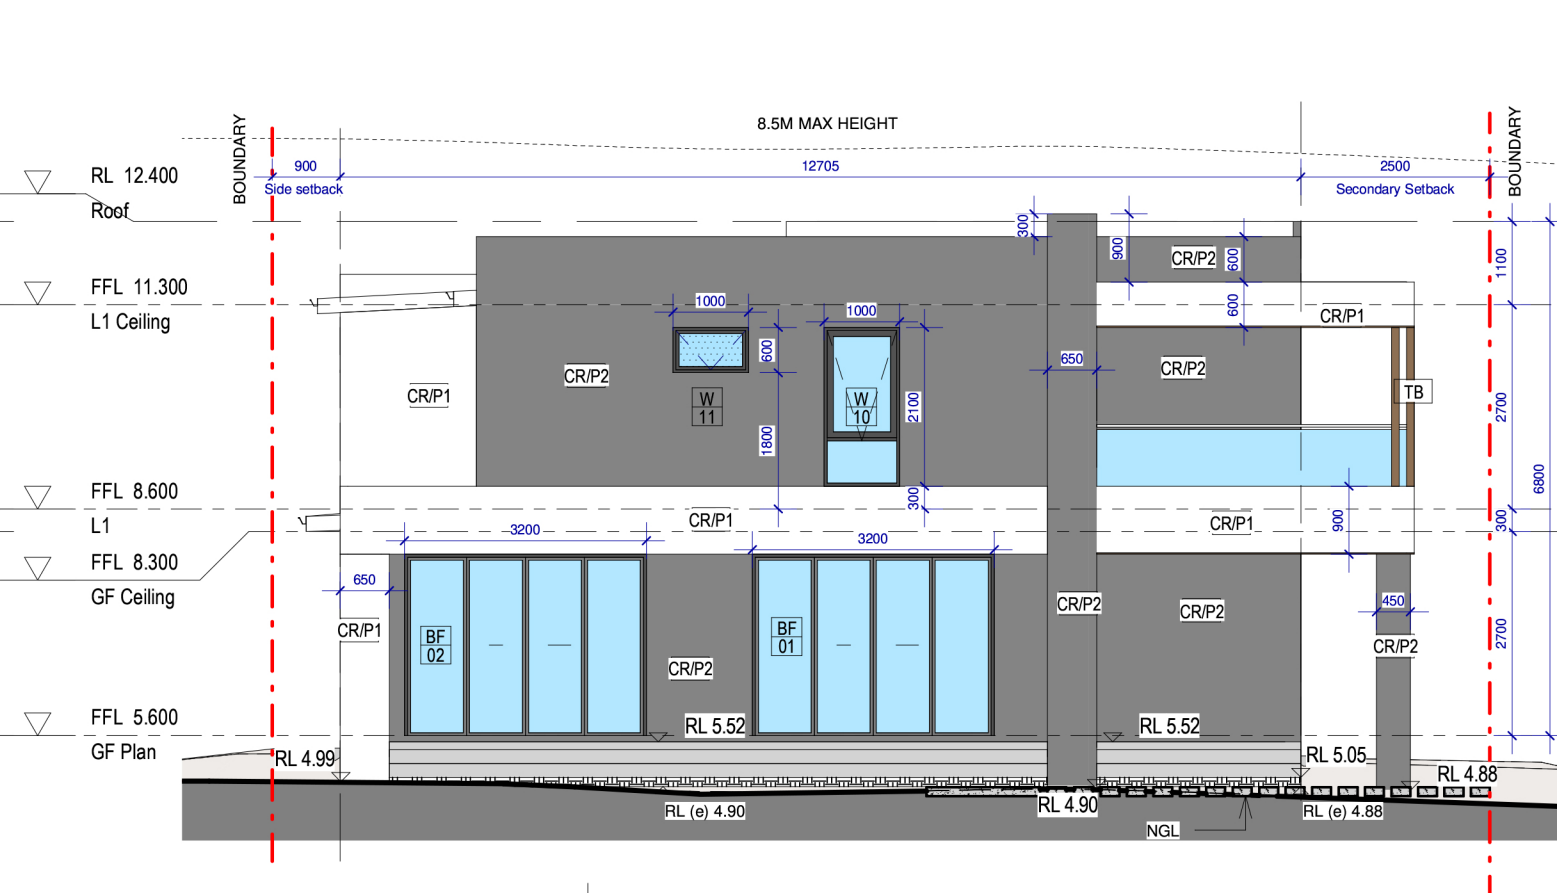 8.5M MAX HEIGHT
BOUNDARY
BOUNDARY
900
12705
2500
Side setback
Secondary Setback
RL 12.400
Roof
300
900
CR/P2
600
1100
FFL 11.300
L1 Ceiling
1000
1000
600
CR/P1
600
650
CR/P2
CR/P2
CR/P1
TB
W
11
W
10
2100
2700
1800
6800
FFL 8.600
L1
300
CR/P1
CR/P1
900
300
3200
3200
FFL 8.300
GF Ceiling
650
CR/P1
BF
02
BF
01
CR/P2
CR/P2
CR/P2
450
CR/P2
2700
FFL 5.600
GF Plan
RL 5.52
RL 5.52
RL 4.99
RL 5.05
RL 4.88
RL (e) 4.90
RL 4.90
RL (e) 4.88
NGL